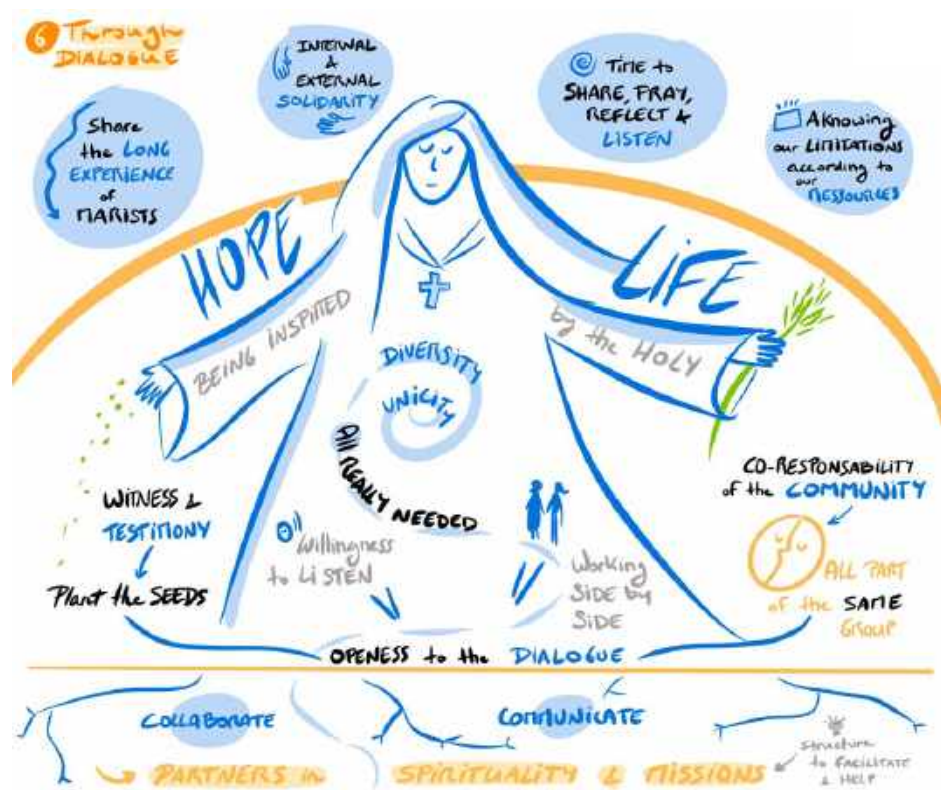 6 Through
DIALOGUE
Share
the LONG
EXPERIENCE
of
MARISTS
INTERNAL
&
EXTERNAL
SOLIDARITY
TIME to
SHARE, PRAY,
REFLECT &
LISTEN
AKnowing
our LIMITATIONS
according to
our
RESSOURCES
HOPE
LIFE
BEING INSPIRED
by the HOLY
DIVERSITY
UNICITY
All REALLY NEEDED
WITNESS &
TESTIMONY
Plant the SEEDS
Willingness
to LISTEN
Working
SIDE by
SIDE
CO-RESPONSABILITY
of the COMMUNITY
ALL PART
of the SAME
GROUP
OPENESS to the DIALOGUE
COLLABORATE
COMMUNICATE
PARTNERS in SPIRITUALITY & MISSIONS
Structure
to FACILITATE
& HELP